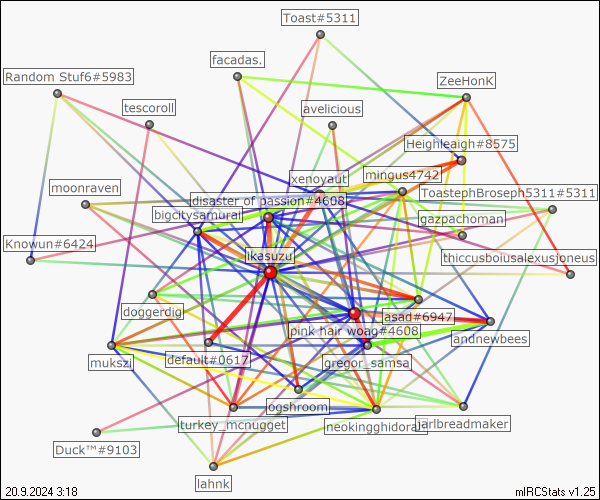 Toast#5311
facadas.
Random Stuf6#5983
ZeeHonK
tescoroll
avelicious
Heighleaigh#8575
xenoyaut
mingus4742
moonraven
disaster of passion#4608
ToastephBroseph5311#5311
bigcitysamurai
gazpachoman
Knowun#6424
ikasuzu
thiccusboiusalexusjoneus
doggerdig
asad#6947
pink hair woag#4608
andnewbees
mukszi
default#0617
gregor_samsa
ogshroom
turkey_mcnugget
neokingghidorah
jarlbreadmaker
Duck™#9103
lahnk
20.9.2024 3:18
mIRCStats v1.25